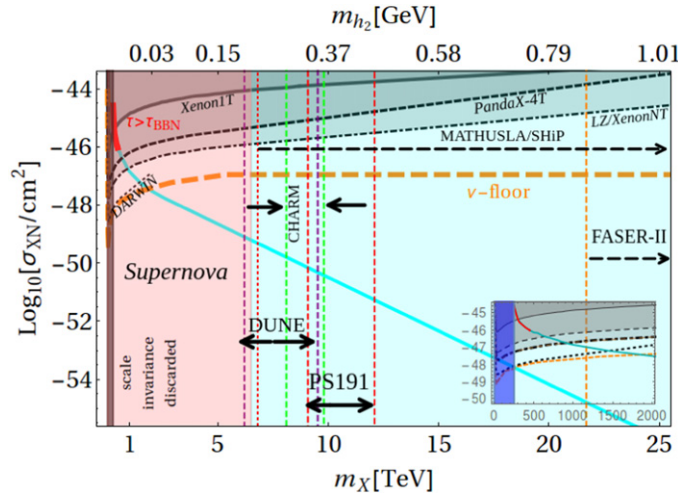 m_{h_2}[GeV]
0.03 0.15 0.37 0.58 0.79 1.01
Log_{10}[σ_{XN}/cm^2]
-44
-46
-48
-50
-52
-54
Xenon1T
τ>τ_{BBN}
PandaX-4T
LZ/XenonNT
MATHUSLA/SHiP
DARWIN
ν-floor
CHARM
FASER-II
Supernova
DUNE
PS191
scale
invariance
discarded
-45
-46
-47
-48
-49
-50
0 500 1000 1500 2000
1 5 10 15 20 25
m_X[TeV]